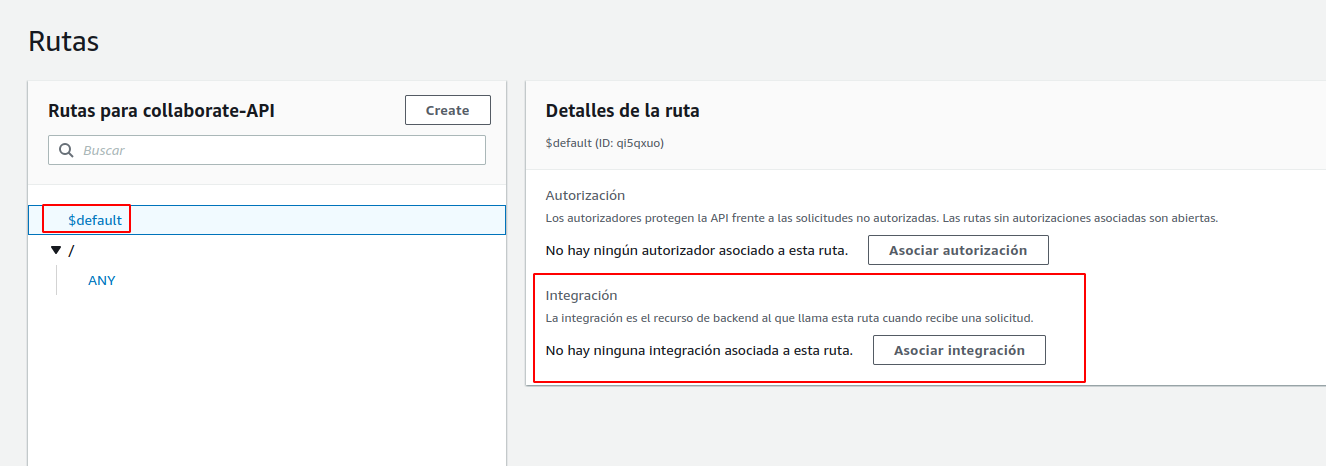 Rutas
Rutas para collaborate-API
Create
Buscar
$default
/
ANY
Detalles de la ruta
$default (ID: qi5qxuo)
Autorización
Los autorizadores protegen la API frente a las solicitudes no autorizadas. Las rutas sin autorizaciones asociadas son abiertas.
No hay ningún autorizador asociado a esta ruta.
Asociar autorización
Integración
La integración es el recurso de backend al que llama esta ruta cuando recibe una solicitud.
No hay ninguna integración asociada a esta ruta.
Asociar integración